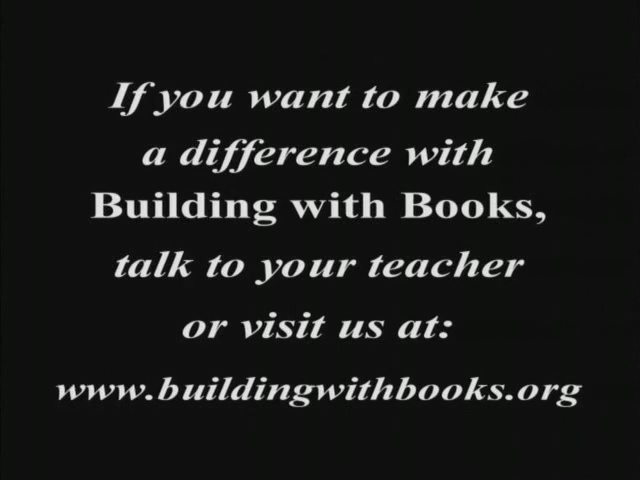 If you want to make
a difference with
Building with Books,
talk to your teacher
or visit us at:
www.buildingwithbooks.org